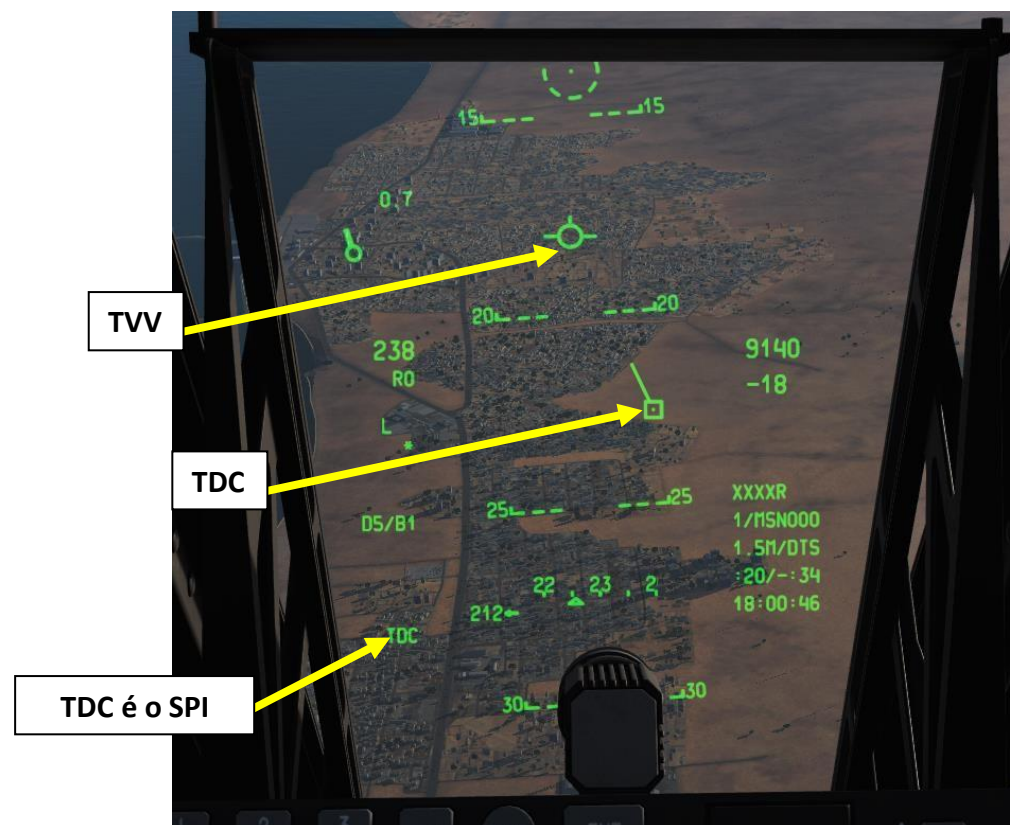 15 15
0.7
TVV
20 20
238
9140
R0
-18
L
*
TDC
XXXXR
25 25
1/MSN000
D5/B1
1.5M/DTS
:20/-:34
22 23 2
18:00:46
212
TDC
TDC é o SPI
30 30
3